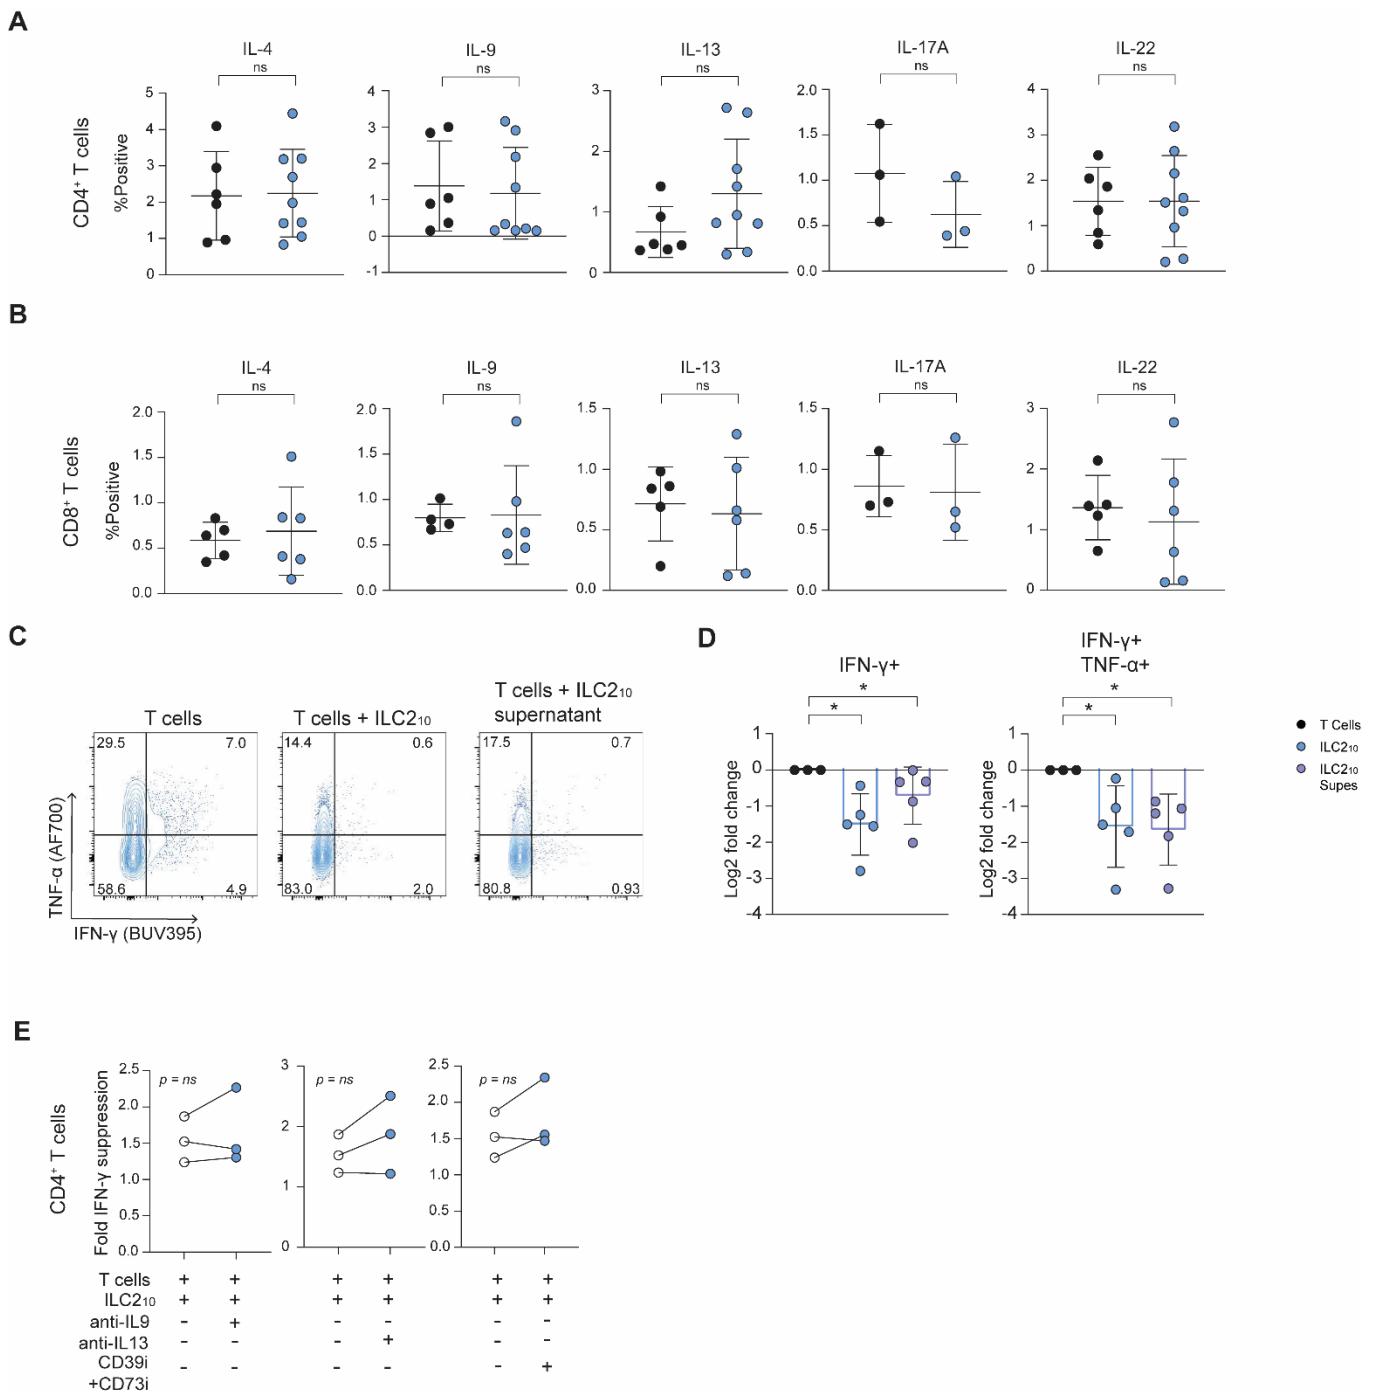 A
IL-4 IL-9 IL-13 IL-17A IL-22
ns ns ns ns ns
CD4+ T cells
%Positive
5 4 3 2 1 0
4 3 2 1 0 -1
3 2 1 0
2.0 1.5 1.0 0.5 0.0
4 3 2 1 0
B
IL-4 IL-9 IL-13 IL-17A IL-22
ns ns ns ns ns
CD8+ T cells
%Positive
2.0 1.5 1.0 0.5 0.0
2.0 1.5 1.0 0.5 0.0
1.5 1.0 0.5 0.0
1.5 1.0 0.5 0.0
3 2 1 0
C
T cells
29.5 7.0
58.6 4.9
T cells + ILC210
14.4 0.6
83.0 2.0
T cells + ILC210
supernatant
17.5 0.7
80.8 0.93
TNF-α (AF700)
IFN-γ (BUV395)
D
IFN-γ+
* *
Log2 fold change
1 0 -1 -2 -3 -4
IFN-γ+
TNF-α+
* *
Log2 fold change
1 0 -1 -2 -3 -4
T Cells
ILC210
ILC210
Supes
E
CD4+ T cells
Fold IFN-γ suppression
p = ns p = ns p = ns
2.5 2.0 1.5 1.0 0.5 0.0
3 2 1 0
2.5 2.0 1.5 1.0 0.5 0.0
T cells + + + + + +
ILC210 + + + + + +
anti-IL9 - + - - - -
anti-IL13 - - - + - -
CD39i - - - - - +
+CD73i